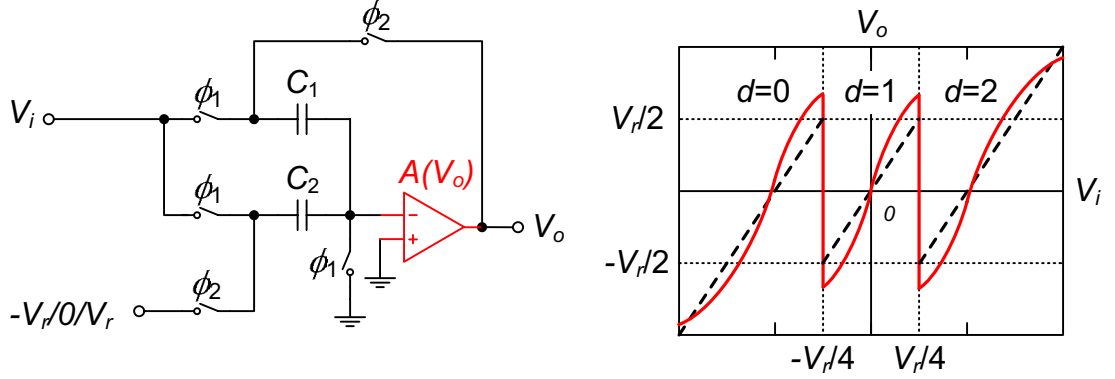 ϕ2
C1
ϕ1
Vi
C2
ϕ1
A(Vo)
−
+
Vo
ϕ1
ϕ2
-Vr/0/Vr
Vo
d=0 d=1 d=2
Vr/2
Vi
0
-Vr/2
-Vr/4 Vr/4